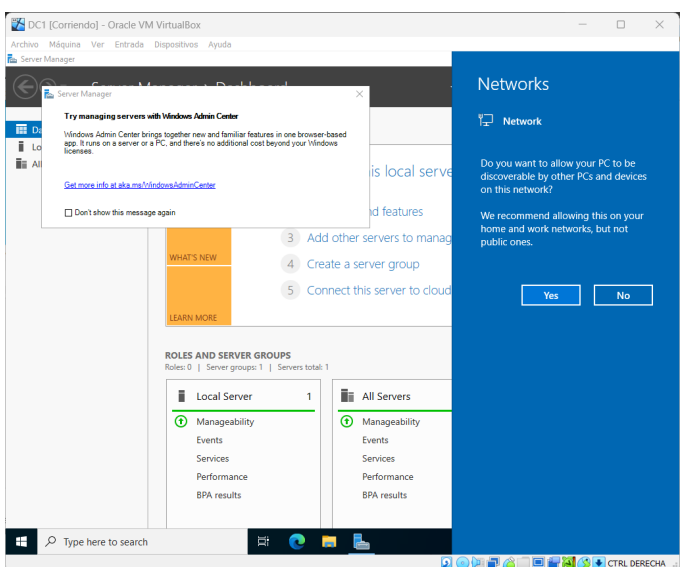 DC1 [Corriendo] - Oracle VM VirtualBox
Archivo Máquina Ver Entrada Dispositivos Ayuda
Server Manager
Server Manager
Try managing servers with Windows Admin Center
Windows Admin Center brings together new and familiar features in one browser-based
app. It runs on a server or a PC, and there's no additional cost beyond your Windows
licenses.
Get more info at aka.ms/WindowsAdminCenter
Don't show this message again
is local serve
nd features
3 Add other servers to manag
4 Create a server group
5 Connect this server to cloud
WHAT'S NEW
LEARN MORE
ROLES AND SERVER GROUPS
Roles: 0 | Server groups: 1 | Servers total: 1
Local Server 1
Manageability
Events
Services
Performance
BPA results
All Servers
Manageability
Events
Services
Performance
BPA results
Networks
Network
Do you want to allow your PC to be
discoverable by other PCs and devices
on this network?
We recommend allowing this on your
home and work networks, but not
public ones.
Yes No
Type here to search
CTRL DERECHA